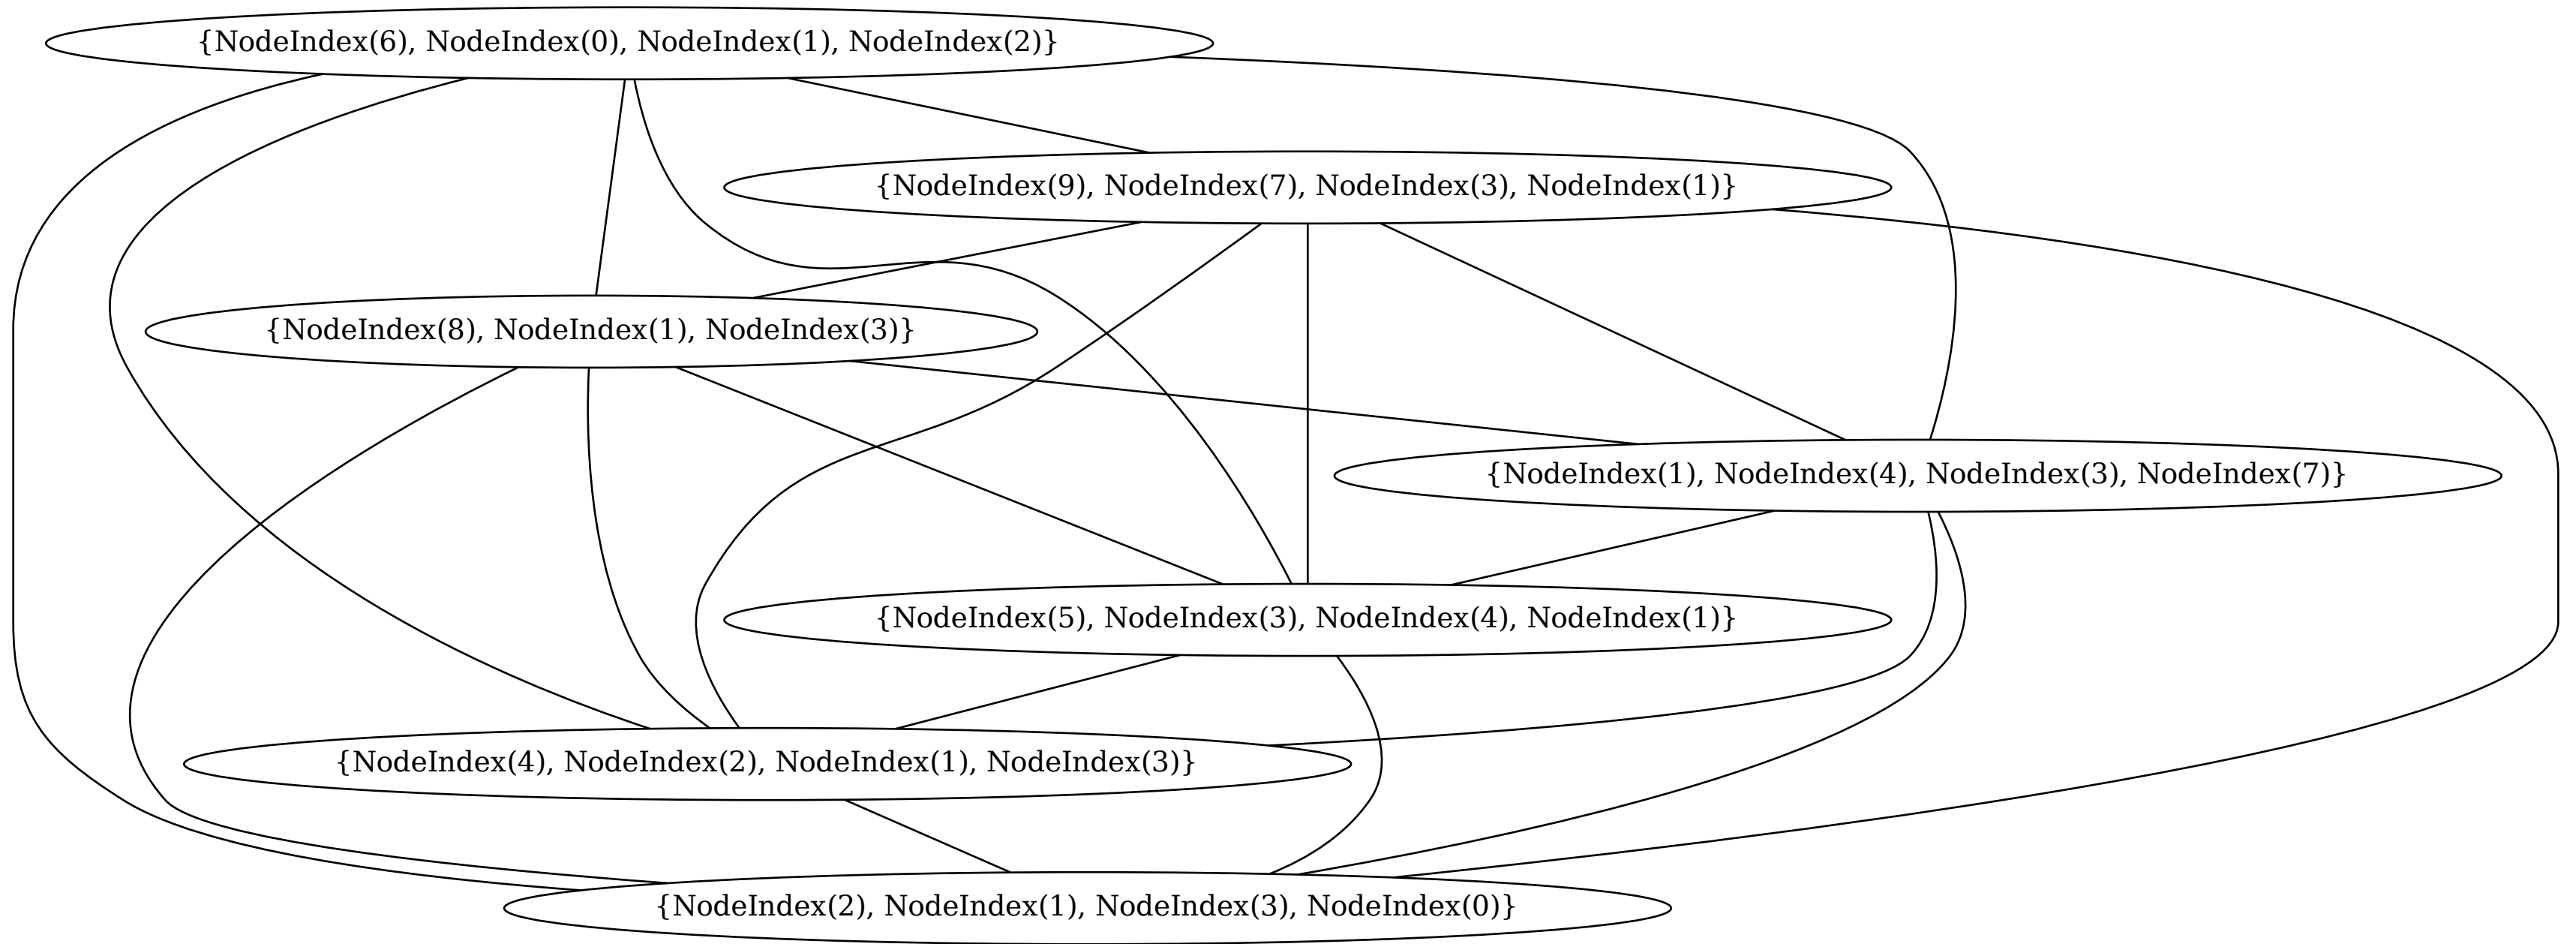 {NodeIndex(6), NodeIndex(0), NodeIndex(1), NodeIndex(2)}
{NodeIndex(9), NodeIndex(7), NodeIndex(3), NodeIndex(1)}
{NodeIndex(8), NodeIndex(1), NodeIndex(3)}
{NodeIndex(1), NodeIndex(4), NodeIndex(3), NodeIndex(7)}
{NodeIndex(5), NodeIndex(3), NodeIndex(4), NodeIndex(1)}
{NodeIndex(4), NodeIndex(2), NodeIndex(1), NodeIndex(3)}
{NodeIndex(2), NodeIndex(1), NodeIndex(3), NodeIndex(0)}